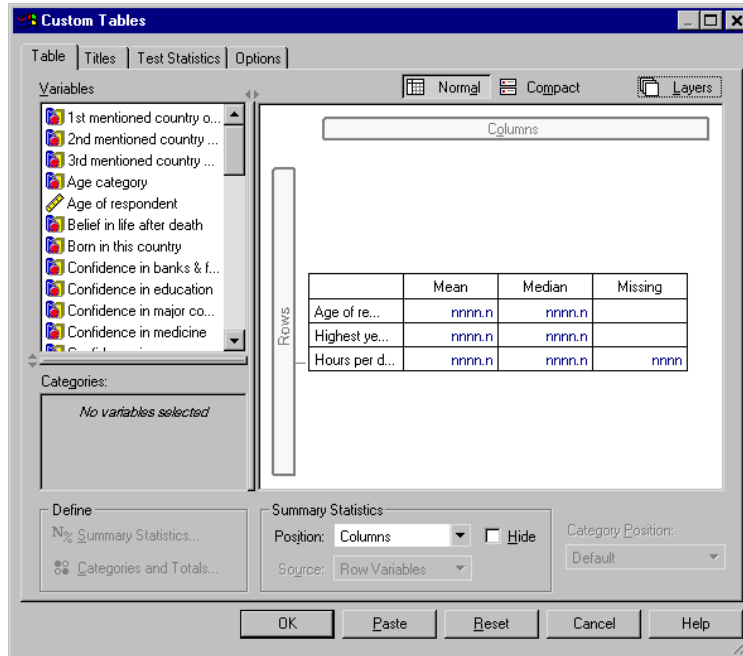 Custom Tables
Table Titles Test Statistics Options
Variables
Normal Compact Layers
1st mentioned country o...
2nd mentioned country ...
3rd mentioned country ...
Age category
Age of respondent
Belief in life after death
Born in this country
Confidence in banks & f...
Confidence in education
Confidence in major co...
Confidence in medicine
Columns
Rows
Mean Median Missing
Age of re... nnnn.n nnnn.n
Highest ye... nnnn.n nnnn.n
Hours per d... nnnn.n nnnn.n nnnn
Categories:
No variables selected
Define
N% Summary Statistics...
Categories and Totals...
Summary Statistics
Position: Columns Hide
Source: Row Variables
Category Position:
Default
OK Paste Reset Cancel Help